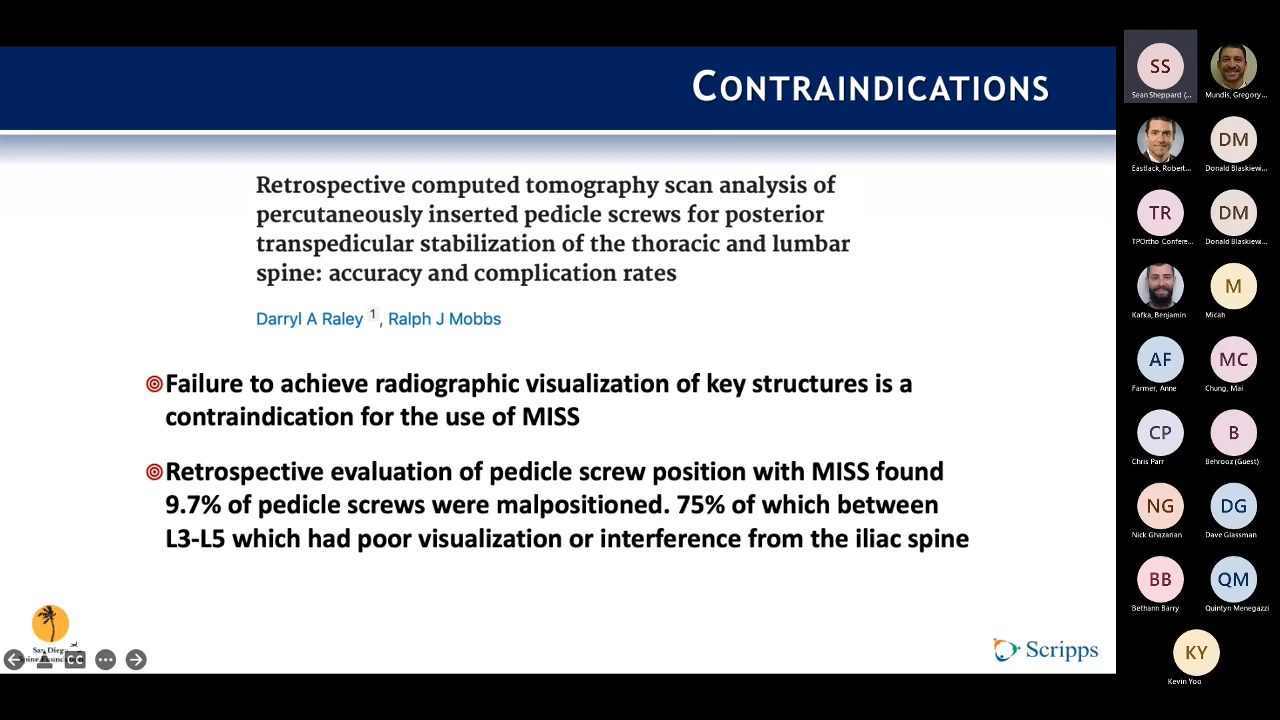 CONTRAINDICATIONS
Retrospective computed tomography scan analysis of
percutaneously inserted pedicle screws for posterior
transpedicular stabilization of the thoracic and lumbar
spine: accuracy and complication rates
Darryl A Raley 1, Ralph J Mobbs
Failure to achieve radiographic visualization of key structures is a
contraindication for the use of MISS
Retrospective evaluation of pedicle screw position with MISS found
9.7% of pedicle screws were malpositioned. 75% of which between
L3-L5 which had poor visualization or interference from the iliac spine
San Diego
Scripps
CC
SS
Sean Sheppard (...
Mundis, Gregory...
Eastlack, Robert...
DM
Donald Blaskiew...
TR
TPOrtho Confere...
DM
Donald Blaskiew...
Kafka, Benjamin
M
Micah
AF
Farmer, Anne
MC
Chung, Mai
CP
Chris Parr
B
Behrooz (Guest)
NG
Nick Ghazarian
DG
Dave Glassman
BB
Bethann Barry
QM
Quintyn Menegazzi
KY
Kevin Yoo